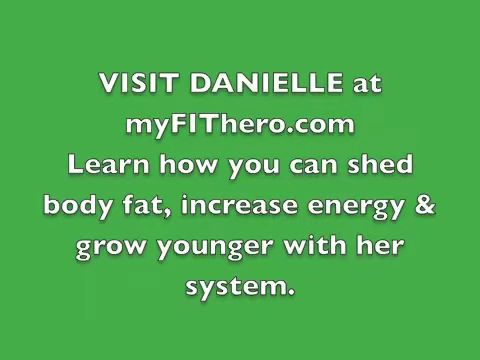 VISIT DANIELLE at
myFIThero.com
Learn how you can shed
body fat, increase energy &
grow younger with her
system.